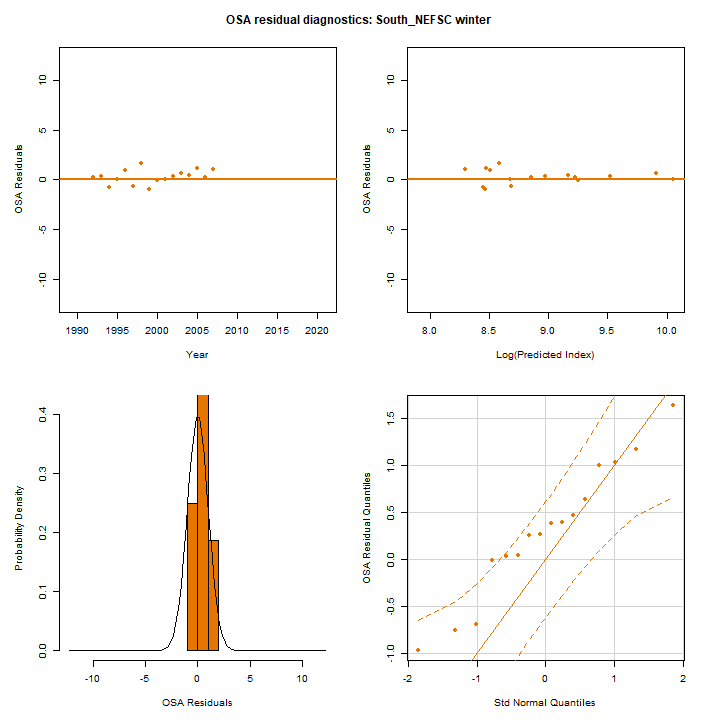 OSA residual diagnostics: South_NEFSC winter
OSA Residuals
10
5
0
-5
-10
1990 1995 2000 2005 2010 2015 2020
Year
OSA Residuals
10
5
0
-5
-10
8.0 8.5 9.0 9.5 10.0
Log(Predicted Index)
Probability Density
0.4
0.3
0.2
0.1
0.0
-10 -5 0 5 10
OSA Residuals
OSA Residual Quantiles
1.5
1.0
0.5
0.0
-0.5
-1.0
-2 -1 0 1 2
Std Normal Quantiles